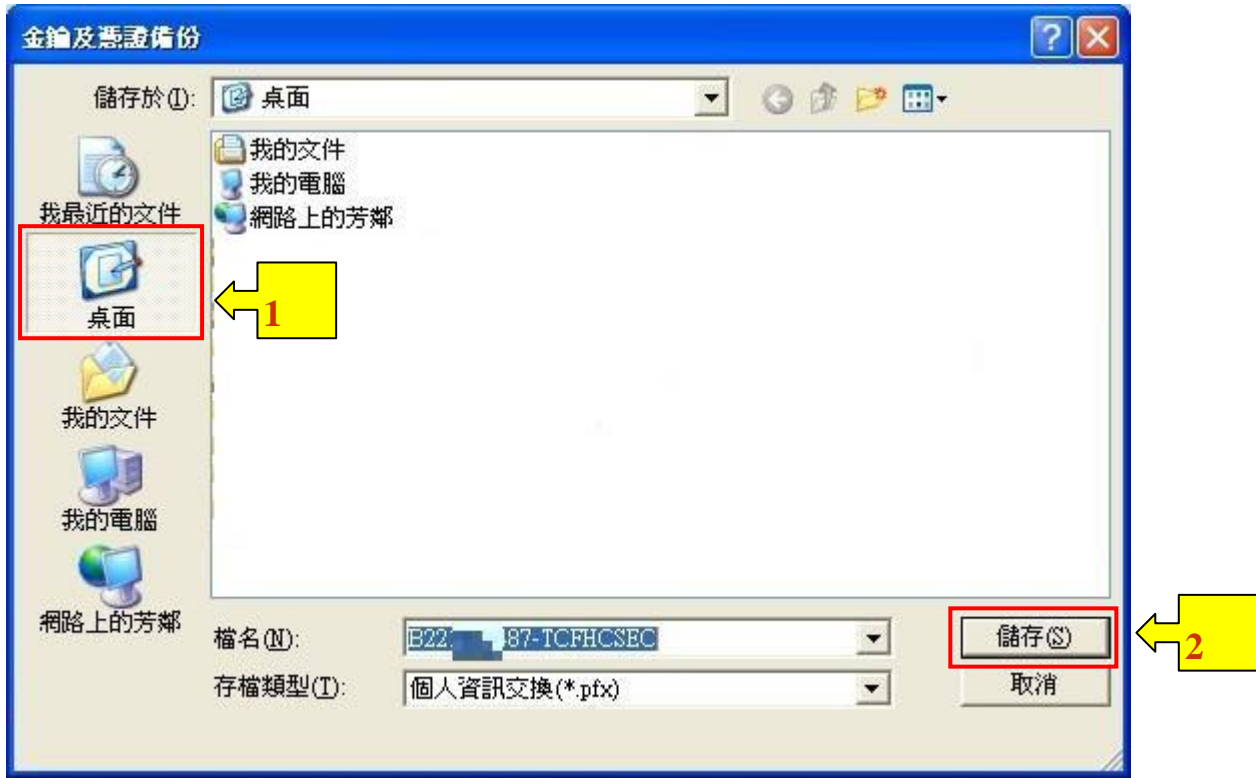 金鑰及憑證備份
儲存於(I):
桌面
我最近的文件
桌面
我的文件
我的電腦
網路上的芳鄰
我的文件
我的電腦
網路上的芳鄰
1
檔名(N):
B22 87-TCFHCSEC
儲存(S)
2
存檔類型(T):
個人資訊交換(*.pfx)
取消